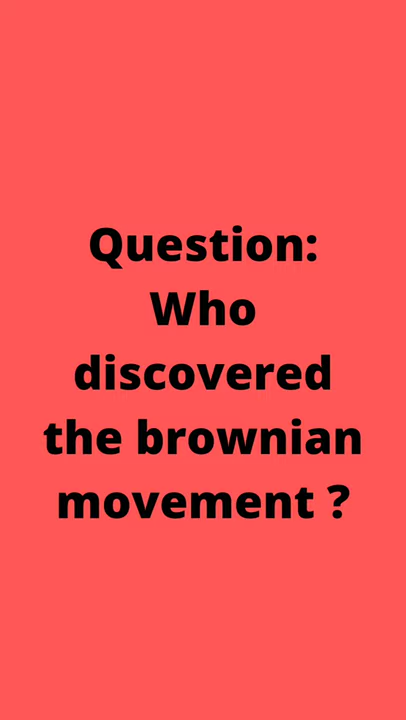 Question:
Who
discovered
the brownian
movement ?